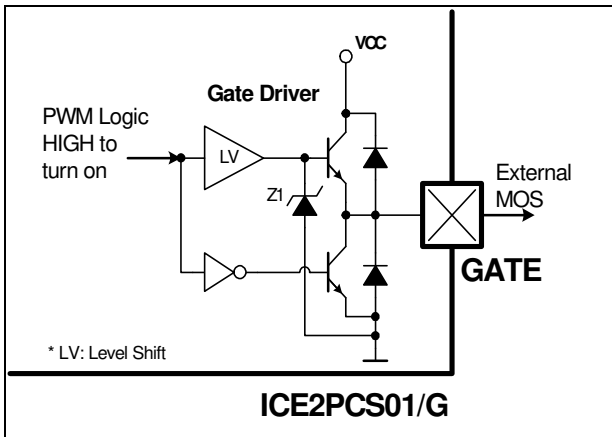 VCC
Gate Driver
PWM Logic
HIGH to
turn on
LV
Z1
External
MOS
GATE
* LV: Level Shift
ICE2PCS01/G